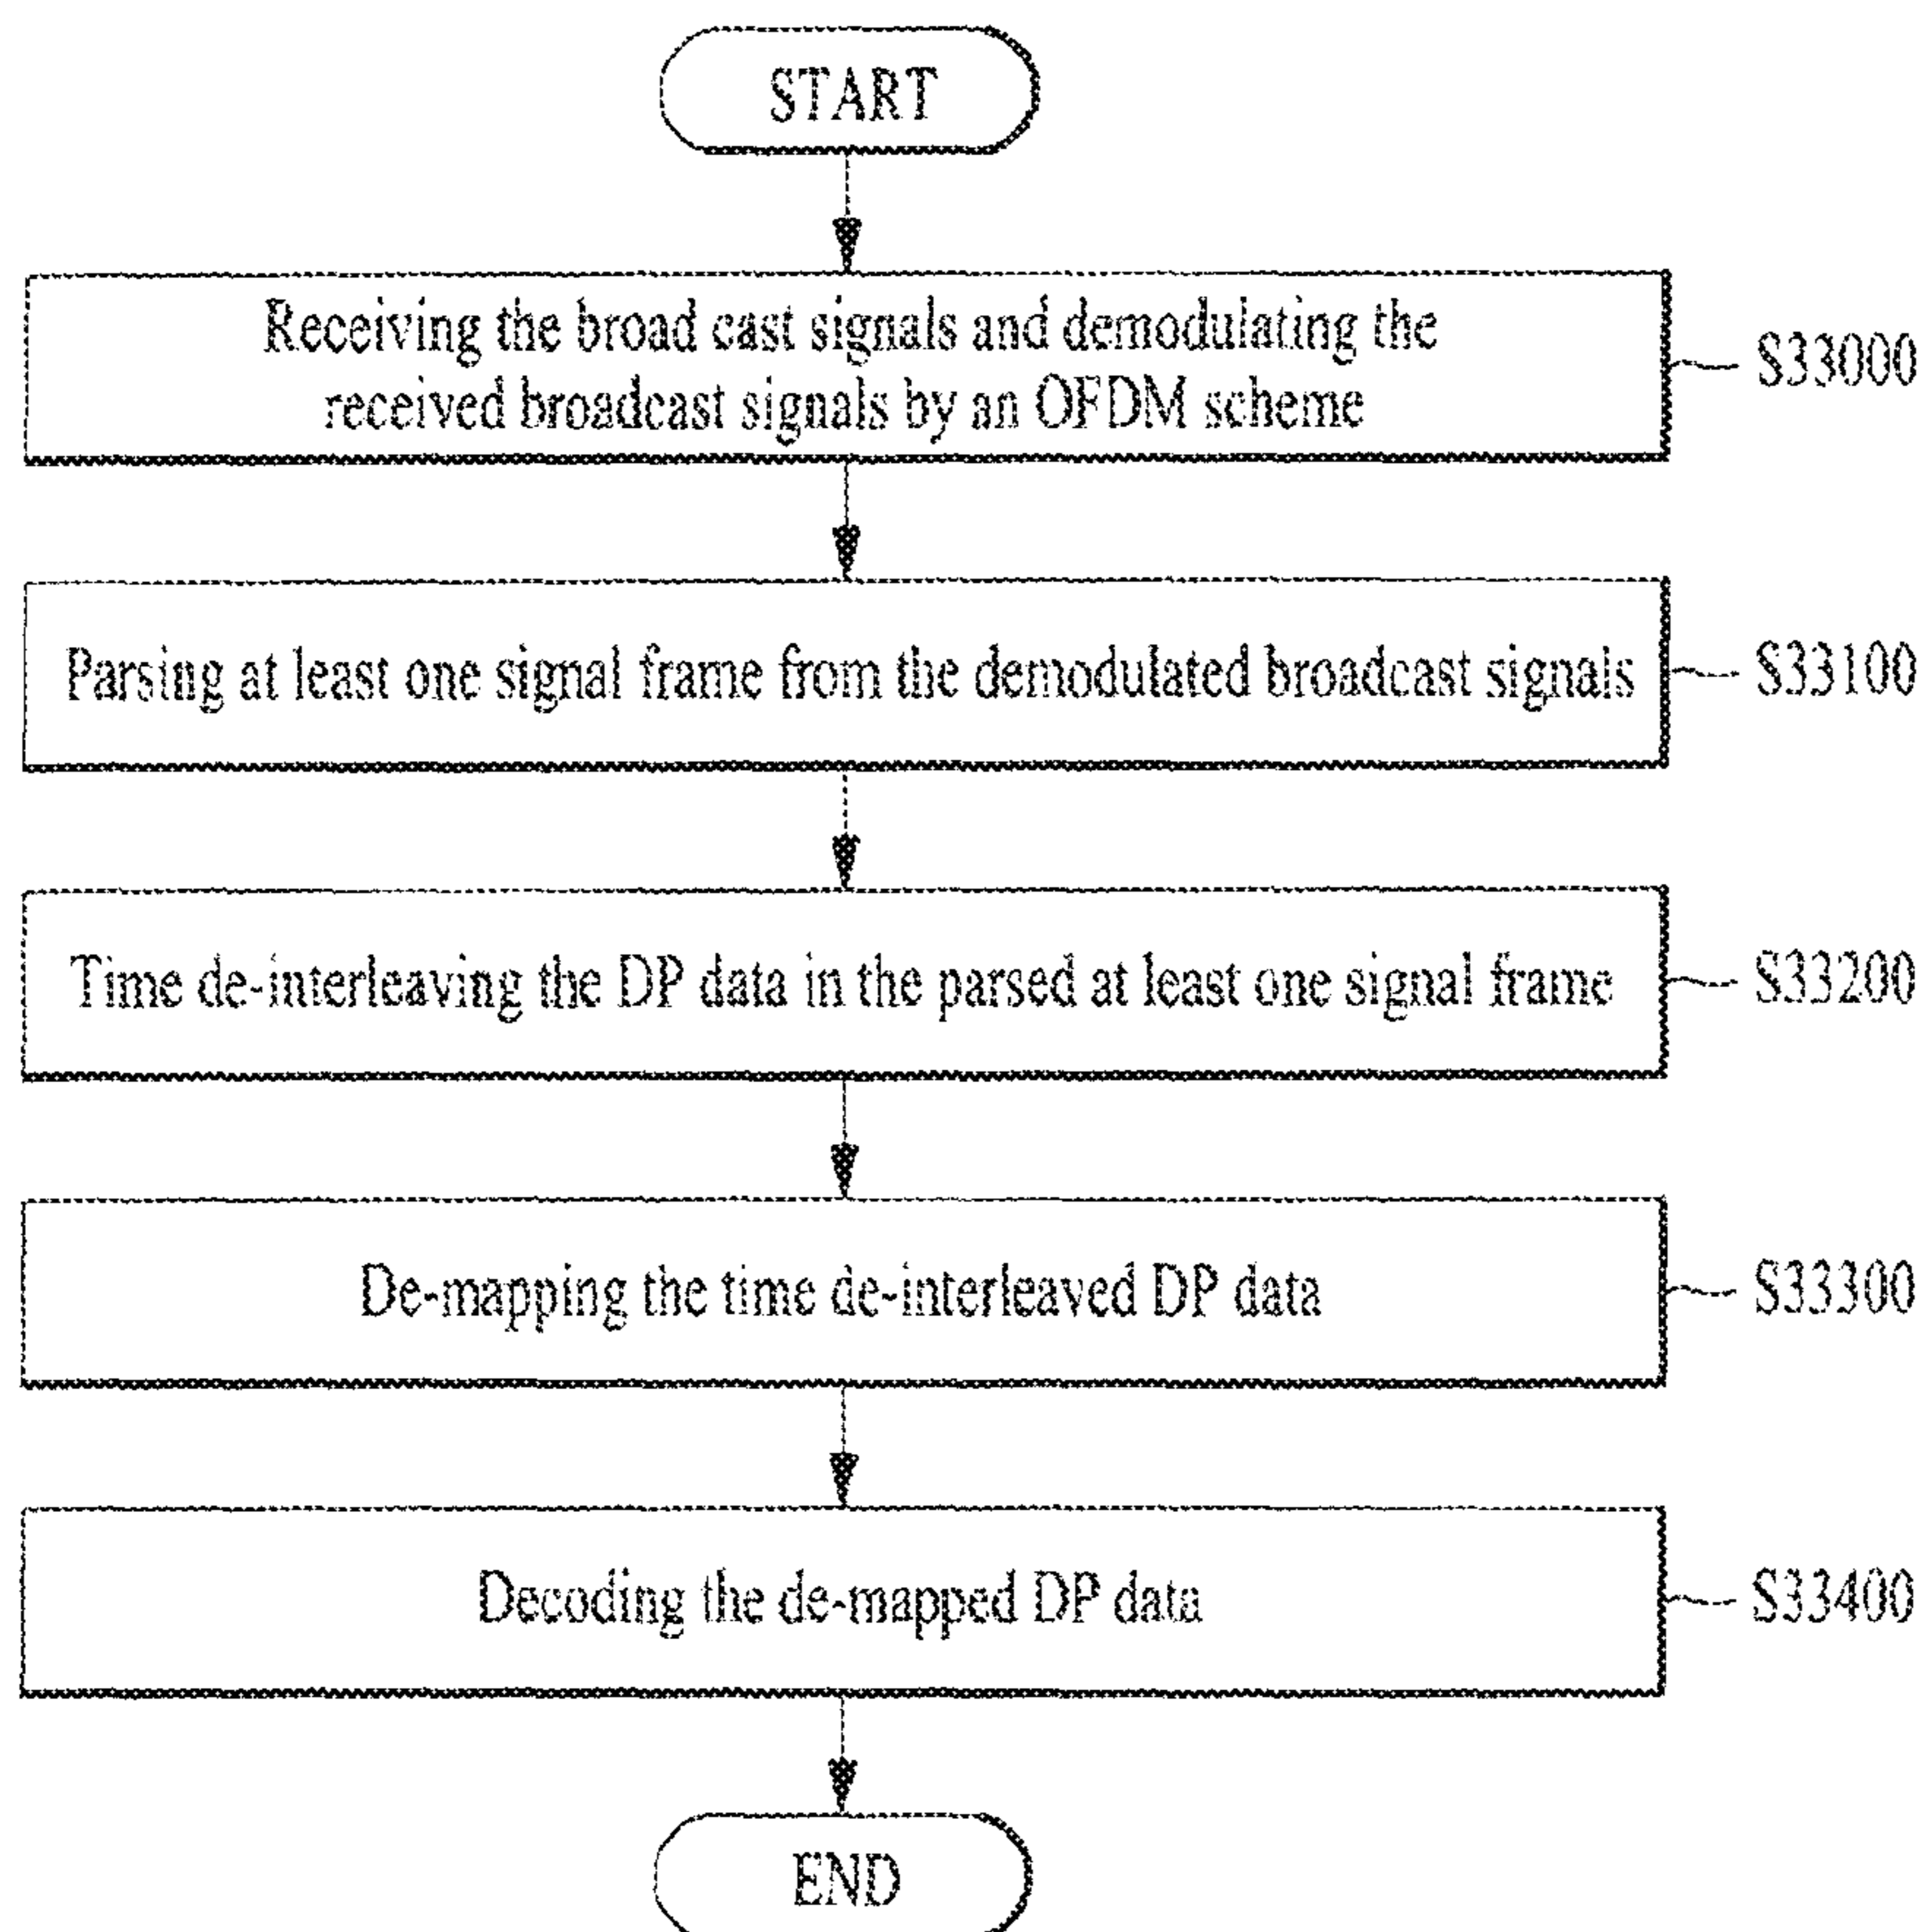 START
Receiving the broad cast signals and demodulating the
received broadcast signals by an OFDM scheme
S33000
Parsing at least one signal frame from the demodulated broadcast signals
S33100
Time de-interleaving the DP data in the parsed at least one signal frame
S33200
De-mapping the time de-interleaved DP data
S33300
Decoding the de-mapped DP data
S33400
END